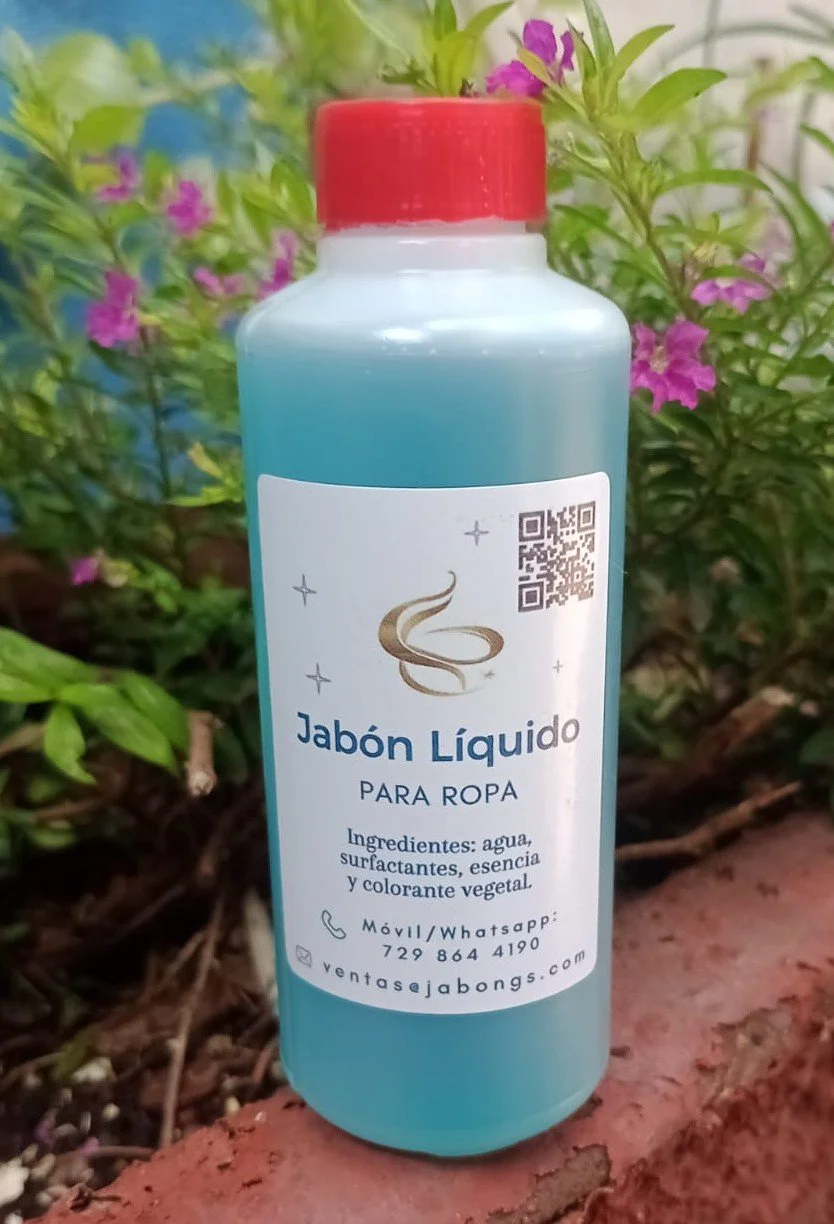 Jabón Líquido
PARA ROPA
Ingredientes: agua,
surfactantes, esencia
y colorante vegetal.
Móvil/Whatsapp:
729 864 4190
ventas@jabongs.com